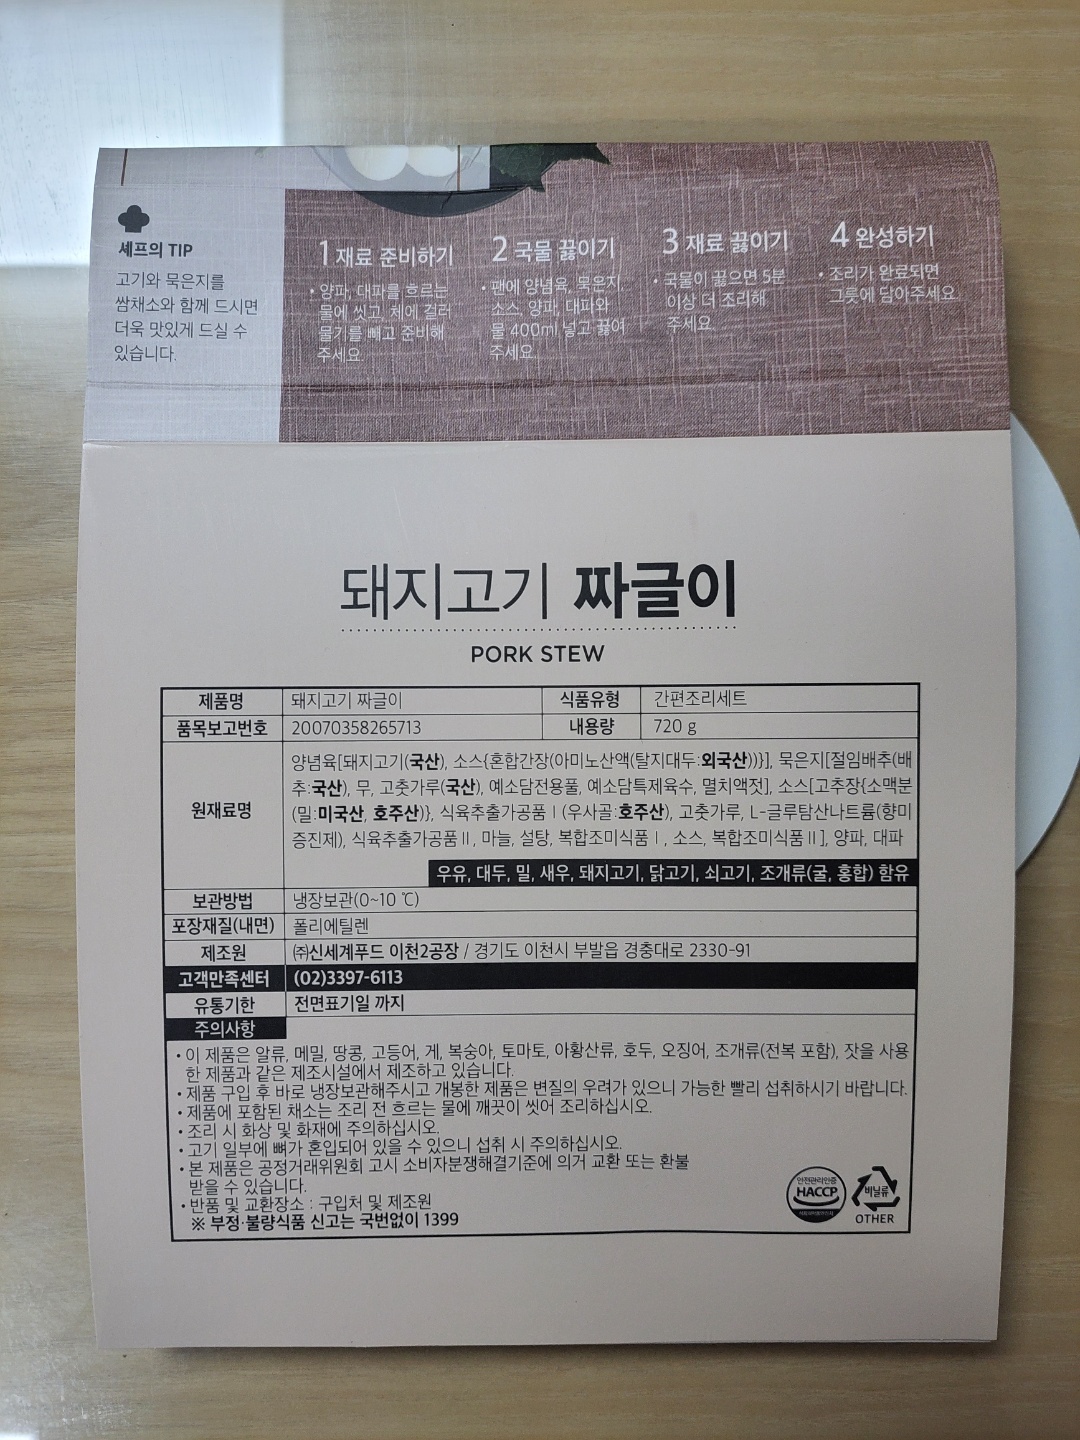 셰프의 TIP
고기와 묵은지를
쌈채소와 함께 드시면
더욱 맛있게 드실 수
있습니다.
1 재료 준비하기
• 양파, 대파를 흐르는
물에 씻고, 체에 걸러
물기를 빼고 준비해
주세요.
2 국물 끓이기
• 팬에 양념육, 묵은지,
소스, 양파, 대파와
물 400ml 넣고 끓여
주세요.
3 재료 끓이기
• 국물이 끓으면 5분
이상 더 조리해
주세요.
4 완성하기
• 조리가 완료되면
그릇에 담아주세요.
돼지고기 짜글이
PORK STEW
제품명 돼지고기 짜글이 식품유형 간편조리세트
품목보고번호 20070358265713 내용량 720 g
원재료명
양념육[돼지고기(국산), 소스{혼합간장(아미노산액(탈지대두:외국산))}], 묵은지[절임배추(배
추:국산), 무, 고춧가루(국산), 예소담전용풀, 예소담특제육수, 멸치액젓], 소스[고추장{소맥분
(밀:미국산, 호주산)}, 식육추출가공품Ⅰ(우사골:호주산), 고춧가루, L-글루탐산나트륨(향미
증진제), 식육추출가공품Ⅱ, 마늘, 설탕, 복합조미식품Ⅰ, 소스, 복합조미식품Ⅱ], 양파, 대파
우유, 대두, 밀, 새우, 돼지고기, 닭고기, 쇠고기, 조개류(굴, 홍합) 함유
보관방법 냉장보관(0~10 ℃)
포장재질(내면) 폴리에틸렌
제조원 ㈜신세계푸드 이천2공장 / 경기도 이천시 부발읍 경충대로 2330-91
고객만족센터 (02)3397-6113
유통기한 전면표기일 까지
주의사항
• 이 제품은 알류, 메밀, 땅콩, 고등어, 게, 복숭아, 토마토, 아황산류, 호두, 오징어, 조개류(전복 포함), 잣을 사용
한 제품과 같은 제조시설에서 제조하고 있습니다.
• 제품 구입 후 바로 냉장보관해주시고 개봉한 제품은 변질의 우려가 있으니 가능한 빨리 섭취하시기 바랍니다.
• 제품에 포함된 채소는 조리 전 흐르는 물에 깨끗이 씻어 조리하십시오.
• 조리 시 화상 및 화재에 주의하십시오.
• 고기 일부에 뼈가 혼입되어 있을 수 있으니 섭취 시 주의하십시오.
• 본 제품은 공정거래위원회 고시 소비자분쟁해결기준에 의거 교환 또는 환불
받을 수 있습니다.
• 반품 및 교환장소 : 구입처 및 제조원
※ 부정·불량식품 신고는 국번없이 1399
안전관리인증
HACCP
비닐류
OTHER